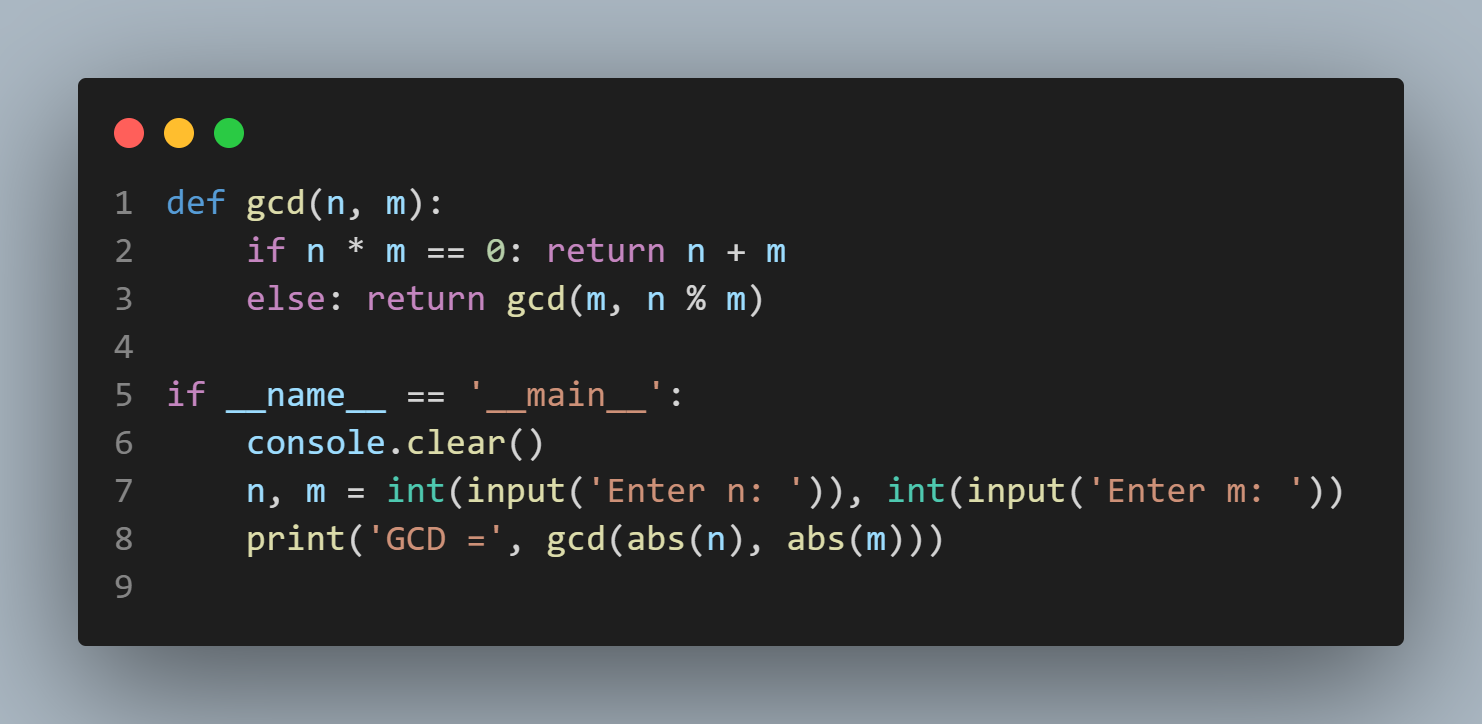 1 def gcd(n, m):
2     if n * m == 0: return n + m
3     else: return gcd(m, n % m)
4
5 if __name__ == '__main__':
6     console.clear()
7     n, m = int(input('Enter n: ')), int(input('Enter m: '))
8     print('GCD =', gcd(abs(n), abs(m)))
9